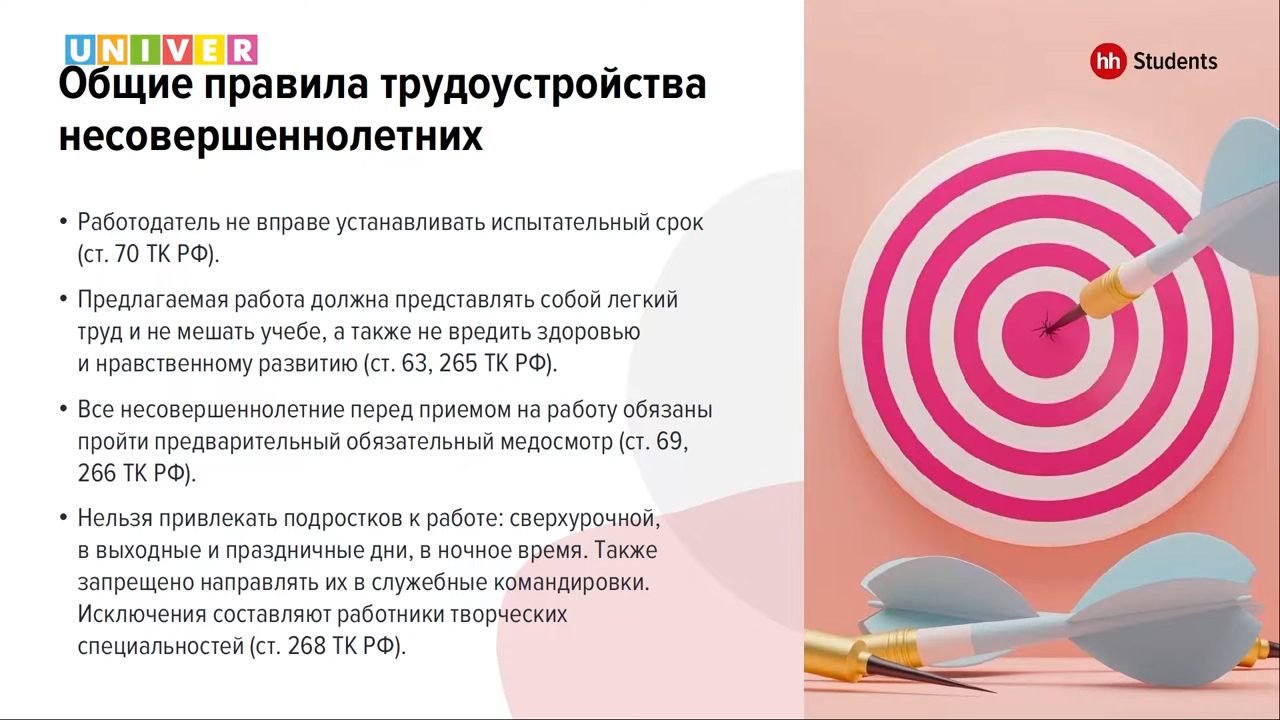 UNIVER
hh Students
Общие правила трудоустройства
несовершеннолетних
• Работодатель не вправе устанавливать испытательный срок
(ст. 70 ТК РФ).
• Предлагаемая работа должна представлять собой легкий
труд и не мешать учебе, а также не вредить здоровью
и нравственному развитию (ст. 63, 265 ТК РФ).
• Все несовершеннолетние перед приемом на работу обязаны
пройти предварительный обязательный медосмотр (ст. 69,
266 ТК РФ).
• Нельзя привлекать подростков к работе: сверхурочной,
в выходные и праздничные дни, в ночное время. Также
запрещено направлять их в служебные командировки.
Исключения составляют работники творческих
специальностей (ст. 268 ТК РФ).